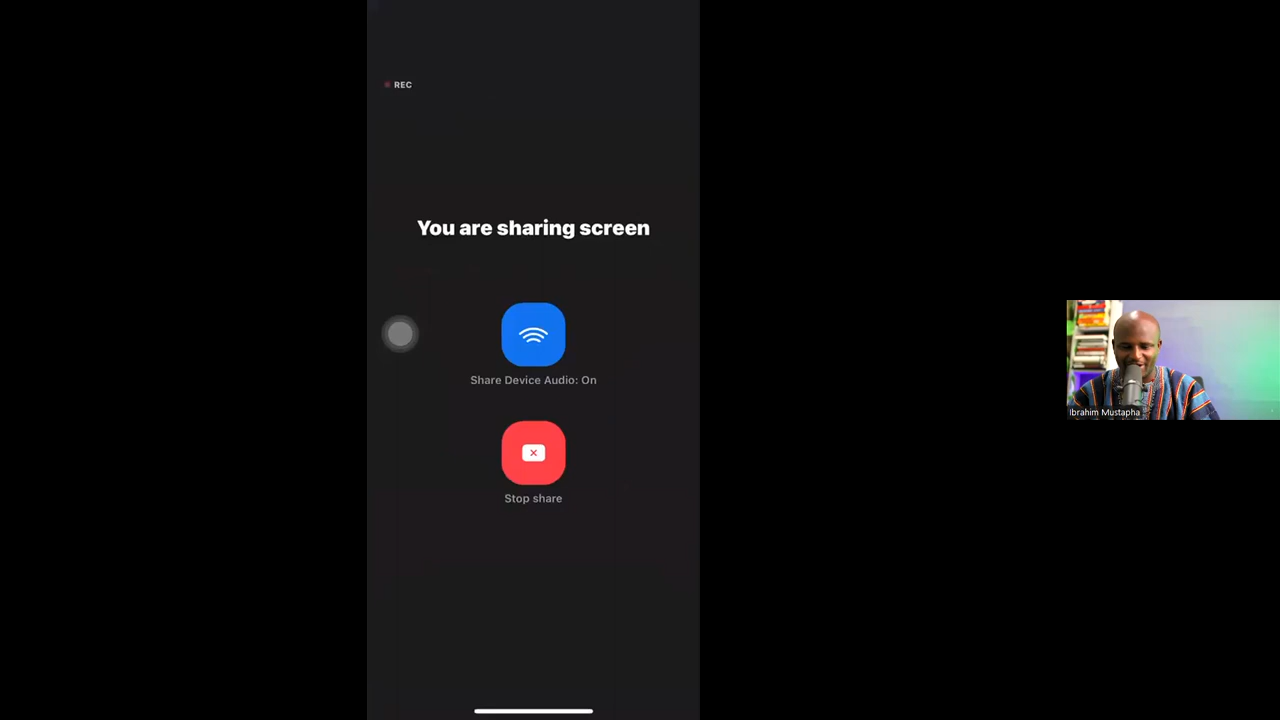 REC
You are sharing screen
Share Device Audio: On
Stop share
Ibrahim Mustapha